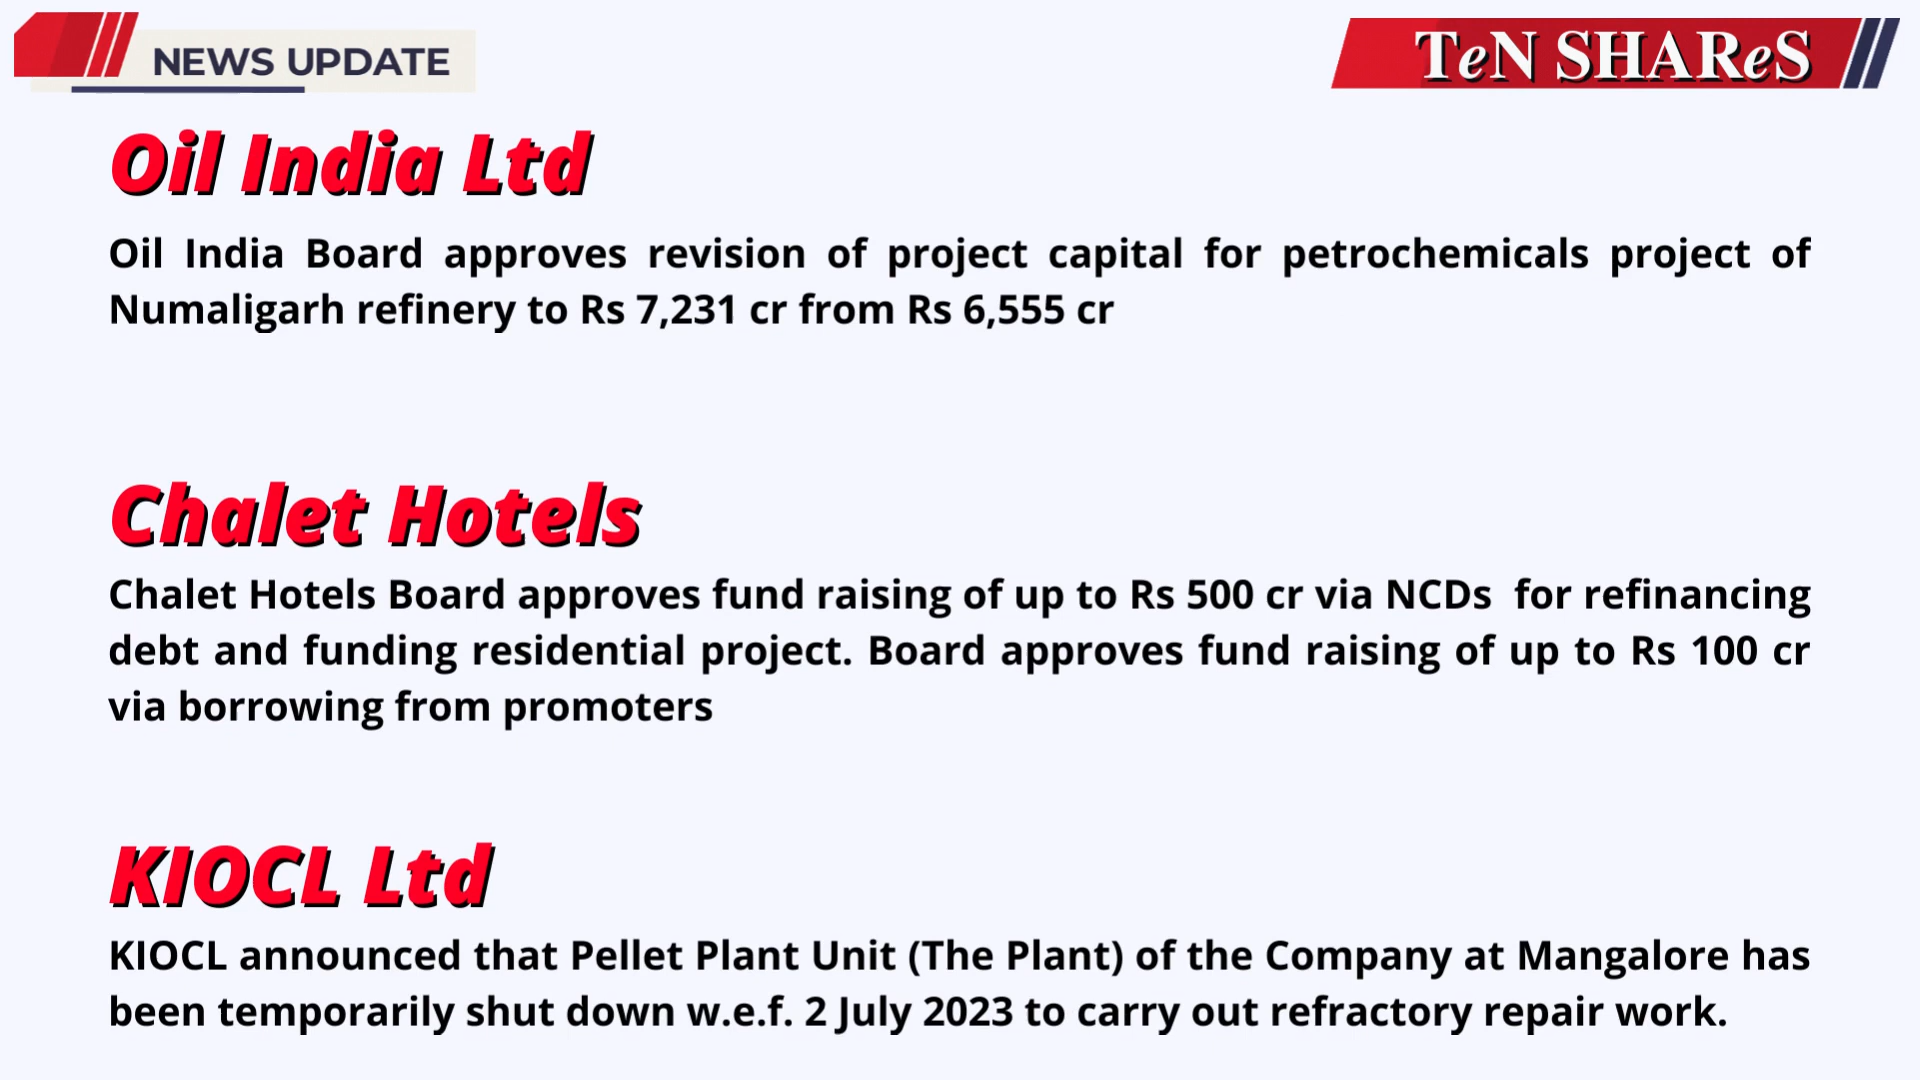 NEWS UPDATE
TeN SHAReS
Oil India Ltd
Oil India Board approves revision of project capital for petrochemicals project of
Numaligarh refinery to Rs 7,231 cr from Rs 6,555 cr
Chalet Hotels
Chalet Hotels Board approves fund raising of up to Rs 500 cr via NCDs  for refinancing
debt and funding residential project. Board approves fund raising of up to Rs 100 cr
via borrowing from promoters
KIOCL Ltd
KIOCL announced that Pellet Plant Unit (The Plant) of the Company at Mangalore has
been temporarily shut down w.e.f. 2 July 2023 to carry out refractory repair work.